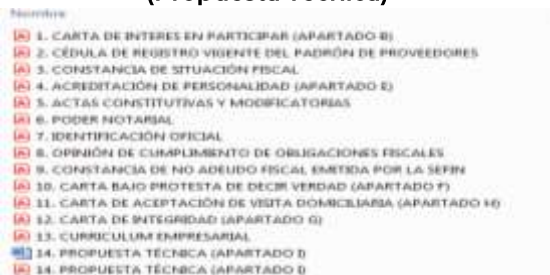 (Propuesta Técnica)
Nombre
1. CARTA DE INTERES EN PARTICIPAR (APARTADO B)
2. CÉDULA DE REGISTRO VIGENTE DEL PADRÓN DE PROVEEDORES
3. CONSTANCIA DE SITUACIÓN FISCAL
4. ACREDITACIÓN DE PERSONALIDAD (APARTADO E)
5. ACTAS CONSTITUTIVAS Y MODIFICATORIAS
6. PODER NOTARIAL
7. IDENTIFICACIÓN OFICIAL
8. OPINIÓN DE CUMPLIMIENTO DE OBLIGACIONES FISCALES
9. CONSTANCIA DE NO ADEUDO FISCAL EMITIDA POR LA SEFIN
10. CARTA BAJO PROTESTA DE DECIR VERDAD (APARTADO F)
11. CARTA DE ACEPTACIÓN DE VISITA DOMICILIARIA (APARTADO H)
12. CARTA DE INTEGRIDAD (APARTADO G)
13. CURRICULUM EMPRESARIAL
14. PROPUESTA TÉCNICA (APARTADO I)
14. PROPUESTA TÉCNICA (APARTADO I)